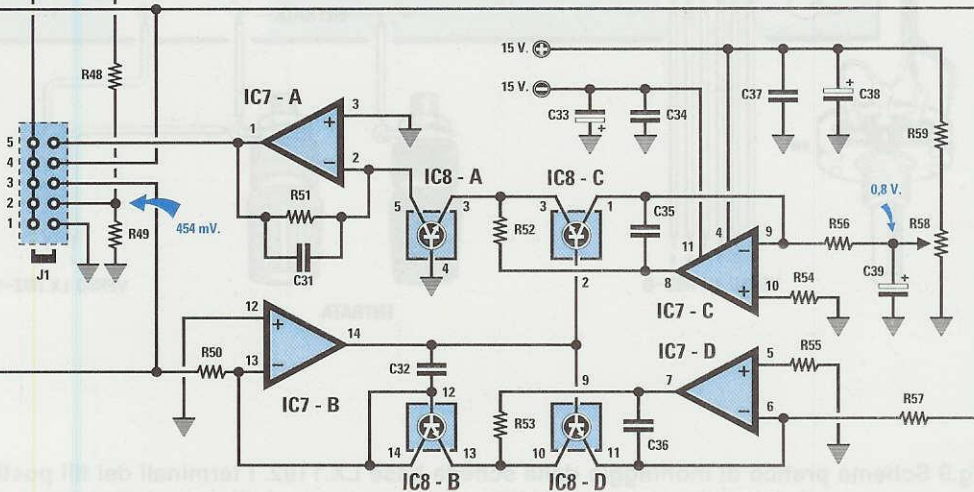 15 V.
R48
IC7 - A
3
15 V.
C37
+
C38
C33
+
C34
R59
5
1
+
4
−
2
3
IC8 - A
IC8 - C
0,8 V.
2
R51
5
3
3
1
C35
R56
R58
1
454 mV.
R49
R52
11
4
9
J1
C31
4
8
−
+
10
R54
C39
+
2
IC7 - C
12
+
14
IC7 - D
5
R55
R50
13
−
C32
9
7
+
−
6
R57
IC7 - B
12
R53
C36
14
13
10
11
IC8 - B
IC8 - D